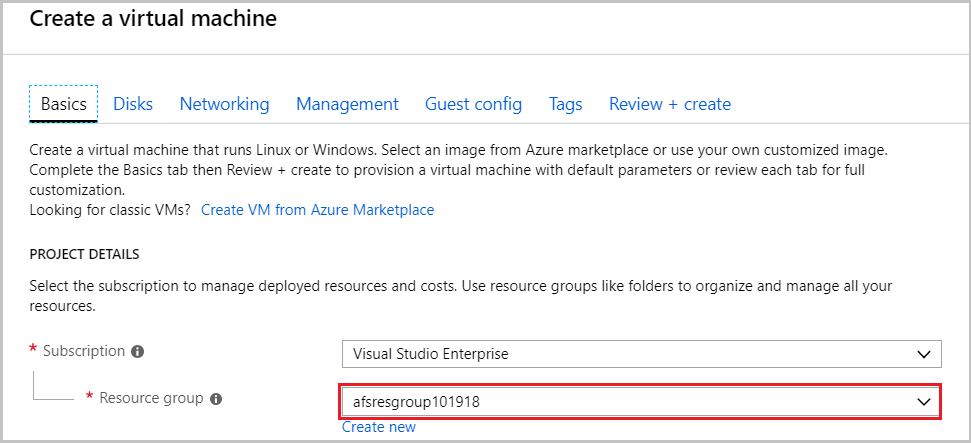 Create a virtual machine
Basics Disks Networking Management Guest config Tags Review + create
Create a virtual machine that runs Linux or Windows. Select an image from Azure marketplace or use your own customized image.
Complete the Basics tab then Review + create to provision a virtual machine with default parameters or review each tab for full
customization.
Looking for classic VMs? Create VM from Azure Marketplace
PROJECT DETAILS
Select the subscription to manage deployed resources and costs. Use resource groups like folders to organize and manage all your
resources.
* Subscription Visual Studio Enterprise
* Resource group afsresgroup101918
Create new